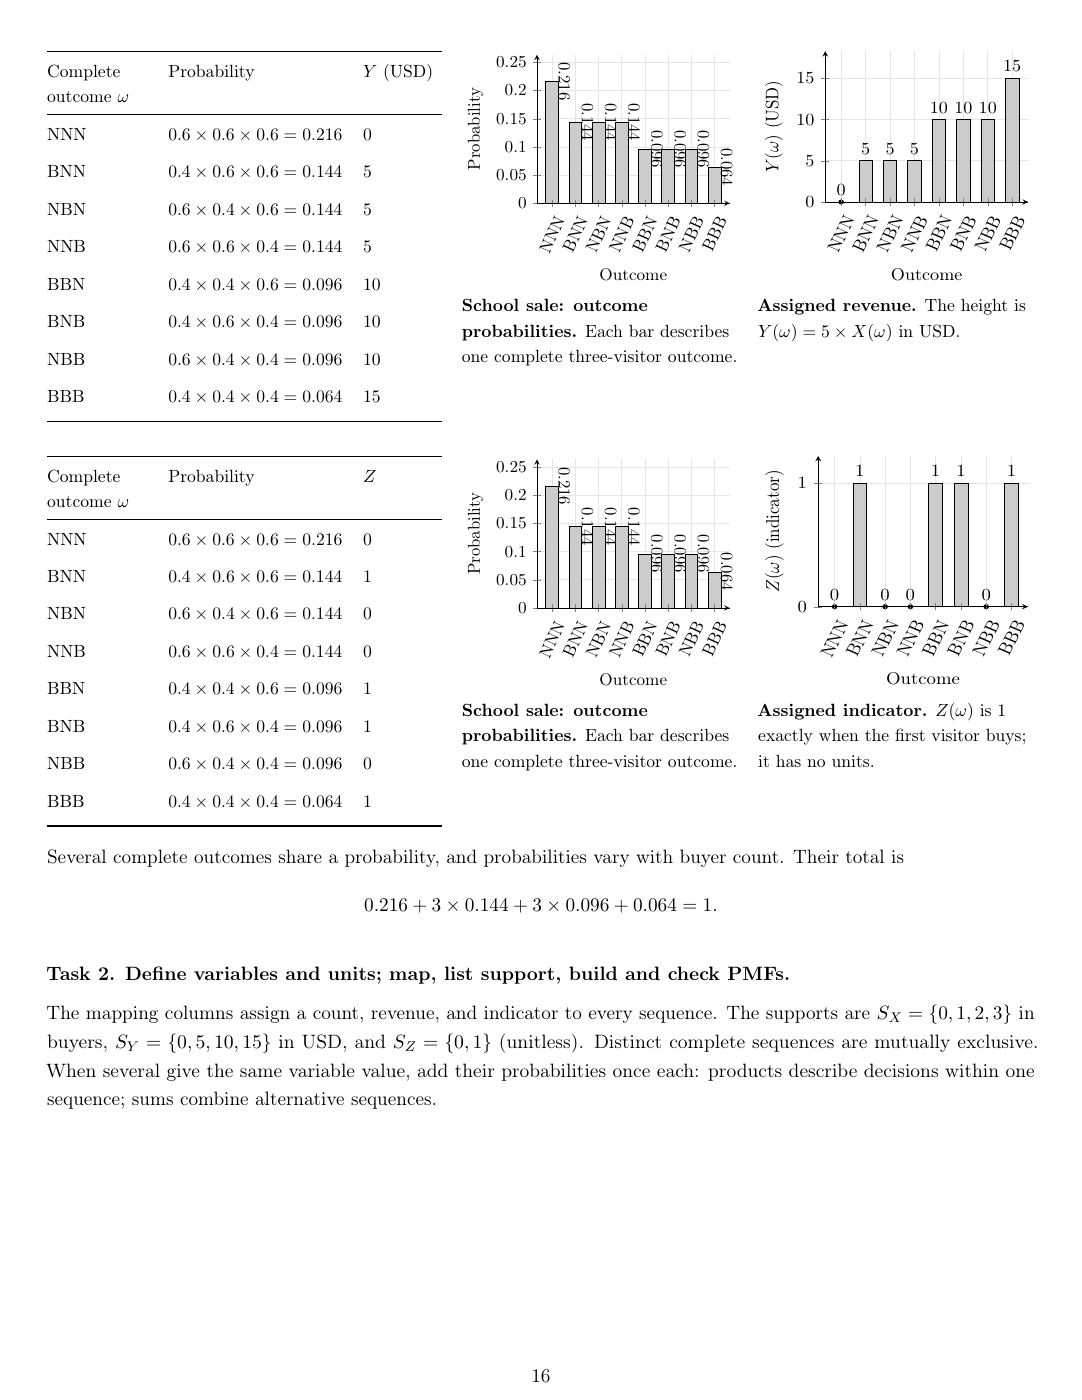 Complete outcome ω Probability Y (USD)
NNN 0.6 × 0.6 × 0.6 = 0.216 0
BNN 0.4 × 0.6 × 0.6 = 0.144 5
NBN 0.6 × 0.4 × 0.6 = 0.144 5
NNB 0.6 × 0.6 × 0.4 = 0.144 5
BBN 0.4 × 0.4 × 0.6 = 0.096 10
BNB 0.4 × 0.6 × 0.4 = 0.096 10
NBB 0.6 × 0.4 × 0.4 = 0.096 10
BBB 0.4 × 0.4 × 0.4 = 0.064 15
Probability
0.25
0.2
0.15
0.1
0.05
0
0.216 0.144 0.144 0.144 0.096 0.096 0.096 0.064
NNN BNN NBN NNB BBN BNB NBB BBB
Outcome
School sale: outcome
probabilities. Each bar describes
one complete three-visitor outcome.
Y(ω) (USD)
15
10
5
0
0 5 5 5 10 10 10 15
NNN BNN NBN NNB BBN BNB NBB BBB
Outcome
Assigned revenue. The height is
Y(ω) = 5 × X(ω) in USD.
Complete outcome ω Probability Z
NNN 0.6 × 0.6 × 0.6 = 0.216 0
BNN 0.4 × 0.6 × 0.6 = 0.144 1
NBN 0.6 × 0.4 × 0.6 = 0.144 0
NNB 0.6 × 0.6 × 0.4 = 0.144 0
BBN 0.4 × 0.4 × 0.6 = 0.096 1
BNB 0.4 × 0.6 × 0.4 = 0.096 1
NBB 0.6 × 0.4 × 0.4 = 0.096 0
BBB 0.4 × 0.4 × 0.4 = 0.064 1
Probability
0.25
0.2
0.15
0.1
0.05
0
0.216 0.144 0.144 0.144 0.096 0.096 0.096 0.064
NNN BNN NBN NNB BBN BNB NBB BBB
Outcome
School sale: outcome
probabilities. Each bar describes
one complete three-visitor outcome.
Z(ω) (indicator)
1
0
0 1 0 0 1 1 0 1
NNN BNN NBN NNB BBN BNB NBB BBB
Outcome
Assigned indicator. Z(ω) is 1
exactly when the first visitor buys;
it has no units.
Several complete outcomes share a probability, and probabilities vary with buyer count. Their total is
0.216 + 3 × 0.144 + 3 × 0.096 + 0.064 = 1.
Task 2. Define variables and units; map, list support, build and check PMFs.
The mapping columns assign a count, revenue, and indicator to every sequence. The supports are S_X = {0, 1, 2, 3} in
buyers, S_Y = {0, 5, 10, 15} in USD, and S_Z = {0, 1} (unitless). Distinct complete sequences are mutually exclusive.
When several give the same variable value, add their probabilities once each: products describe decisions within one
sequence; sums combine alternative sequences.
16